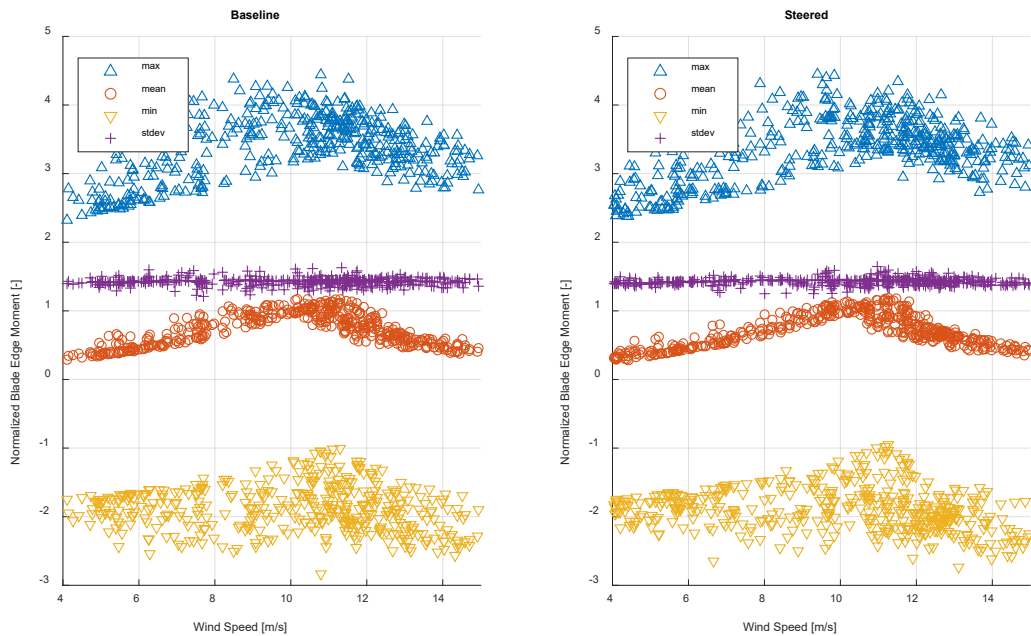 Baseline
5
4
3
2
1
0
-1
-2
-3
Normalized Blade Edge Moment [-]
max
mean
min
stdev
4
6
8
10
12
14
Wind Speed [m/s]
Steered
5
4
3
2
1
0
-1
-2
-3
Normalized Blade Edge Moment [-]
max
mean
min
stdev
4
6
8
10
12
14
Wind Speed [m/s]